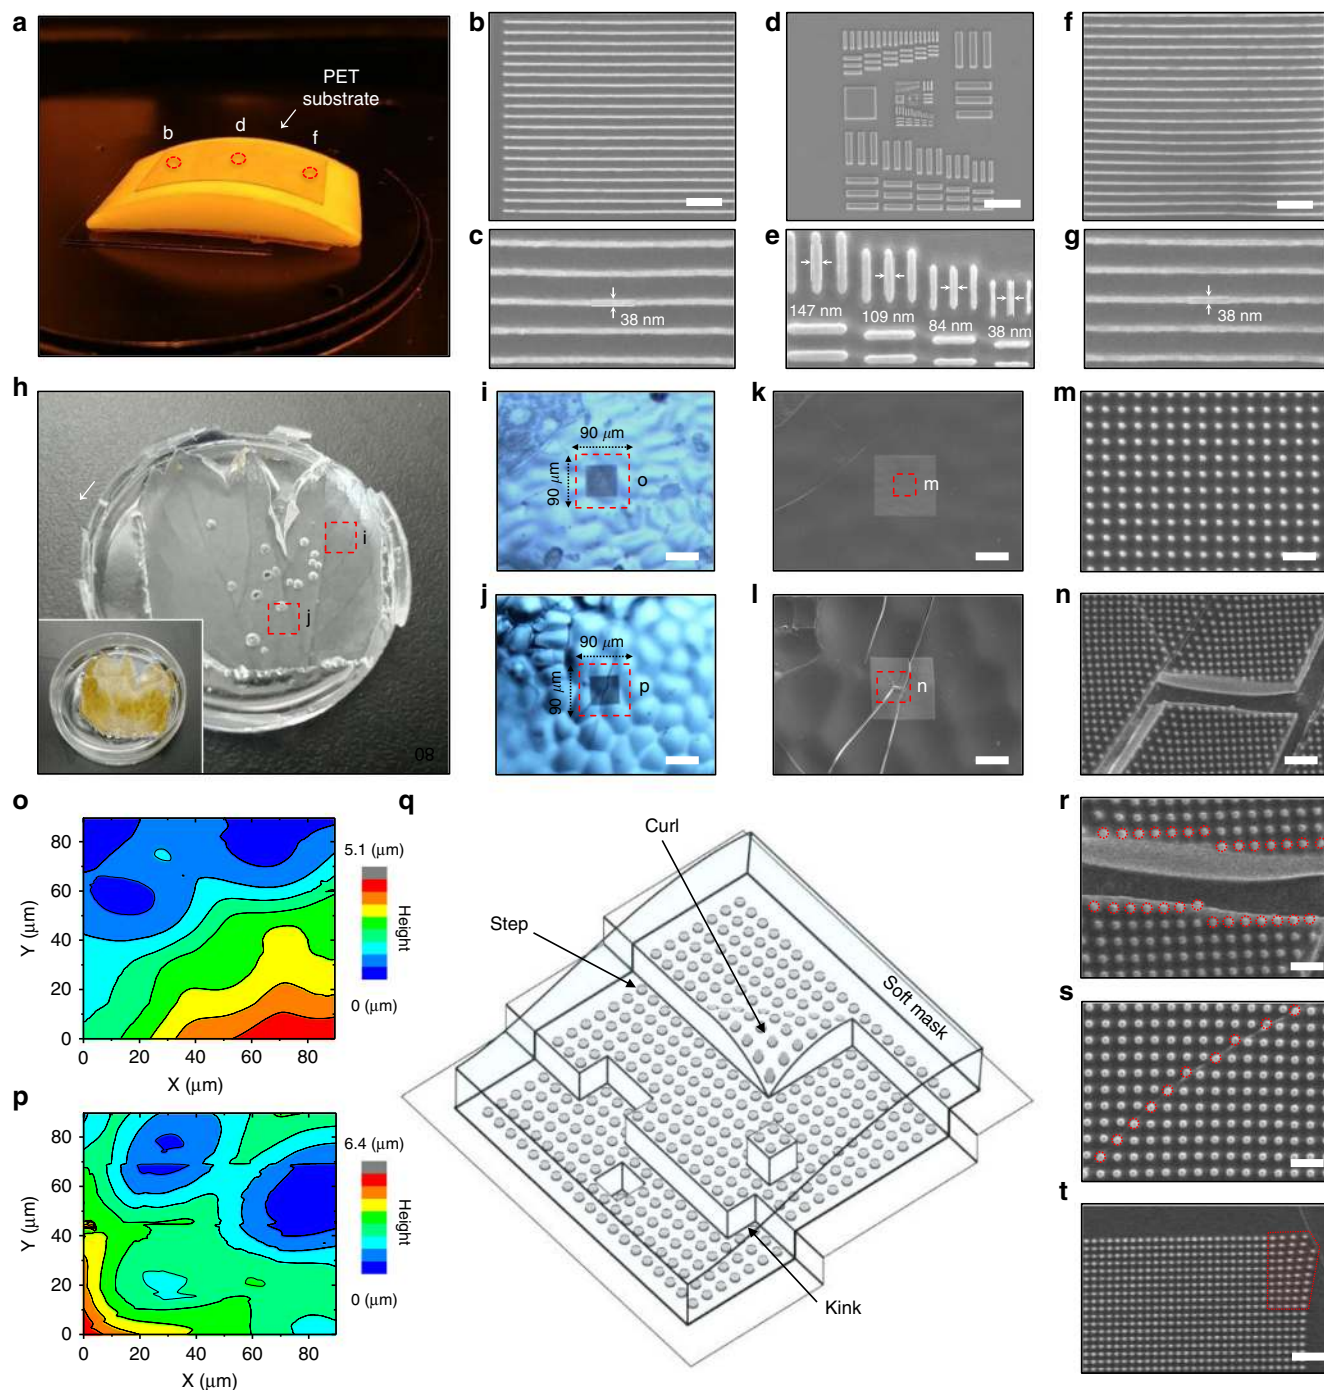 a
PET
substrate
b
d
f
b
d
f
c
38 nm
e
147 nm
109 nm
84 nm
38 nm
g
38 nm
h
i
j
08
i
90 μm
90 μm
o
k
m
m
j
90 μm
90 μm
p
l
n
n
o
80
60
40
20
0
Y (μm)
0 20 40 60 80
X (μm)
5.1 (μm)
Height
0 (μm)
p
80
60
40
20
0
Y (μm)
0 20 40 60 80
X (μm)
6.4 (μm)
Height
0 (μm)
q
Curl
Step
Soft mask
Kink
r
s
t